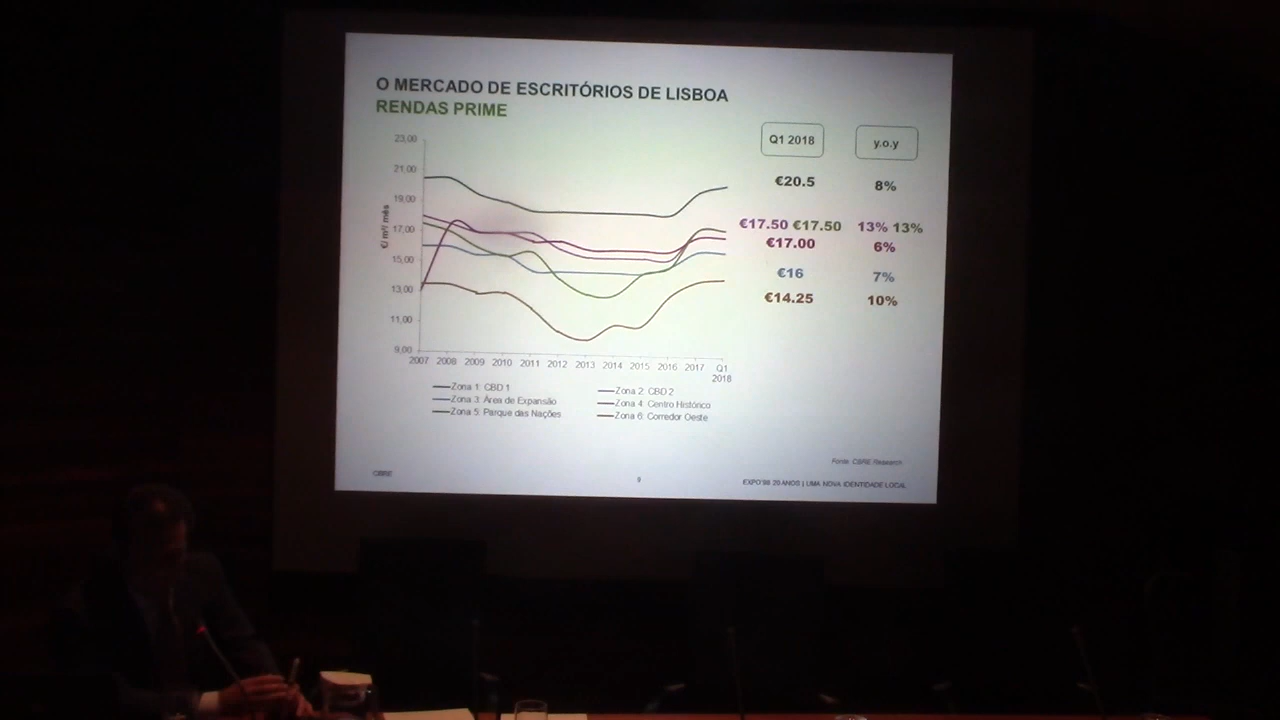 O MERCADO DE ESCRITÓRIOS DE LISBOA
RENDAS PRIME
Q1 2018 y.o.y
€/ m²/ mês
23,00
21,00
19,00
17,00
15,00
13,00
11,00
9,00
2007 2008 2009 2010 2011 2012 2013 2014 2015 2016 2017 Q1
2018
€20.5 8%
€17.50 €17.50 13% 13%
€17.00 6%
€16 7%
€14.25 10%
Zona 1: CBD 1 Zona 2: CBD 2
Zona 3: Área de Expansão Zona 4: Centro Histórico
Zona 5: Parque das Nações Zona 6: Corredor Oeste
Fonte: CBRE Research
CBRE 9 EXPO'98 20 ANOS | UMA NOVA IDENTIDADE LOCAL